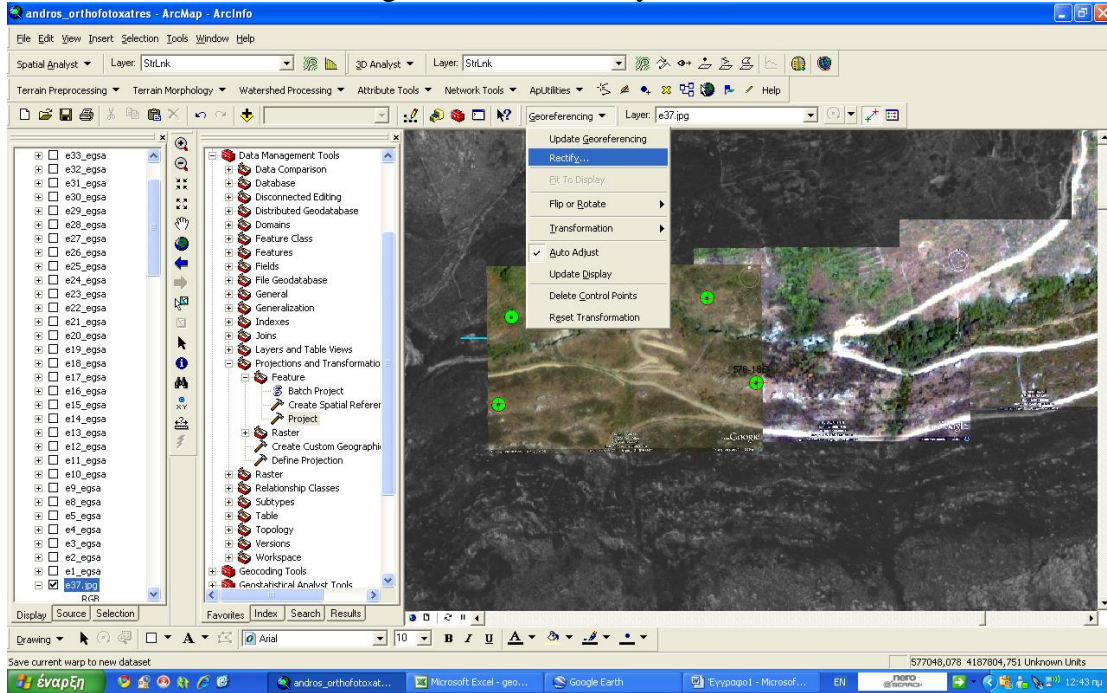 andros_orthofotoxatres - ArcMap - ArcInfo
File Edit View Insert Selection Tools Window Help
Spatial Analyst Layer: StrLnk 3D Analyst Layer: StrLnk
Terrain Preprocessing Terrain Morphology Watershed Processing Attribute Tools Network Tools ApUtilities Help
Georeferencing Layer: e37.jpg
Update Georeferencing
Rectify...
Fit To Display
Flip or Rotate
Transformation
Auto Adjust
Update Display
Delete Control Points
Reset Transformation
e33_egsa
e32_egsa
e31_egsa
e30_egsa
e29_egsa
e28_egsa
e27_egsa
e26_egsa
e25_egsa
e24_egsa
e23_egsa
e22_egsa
e21_egsa
e20_egsa
e19_egsa
e18_egsa
e17_egsa
e16_egsa
e15_egsa
e14_egsa
e13_egsa
e12_egsa
e11_egsa
e10_egsa
e9_egsa
e8_egsa
e5_egsa
e4_egsa
e3_egsa
e2_egsa
e1_egsa
e37.jpg
RGB
Display Source Selection
Data Management Tools
Data Comparison
Database
Disconnected Editing
Distributed Geodatabase
Domains
Feature Class
Features
Fields
File Geodatabase
General
Generalization
Indexes
Joins
Layers and Table Views
Projections and Transformatio
Feature
Batch Project
Create Spatial Referer
Project
Raster
Create Custom Geographi
Define Projection
Raster
Relationship Classes
Subtypes
Table
Topology
Versions
Workspace
Geocoding Tools
Geostatistical Analyst Tools
Favorites Index Search Results
Google
Drawing A Arial 10 B I U A
Save current warp to new dataset 577048,078 4187804,751 Unknown Units
έναρξη andros_orthofotoxat... Microsoft Excel - geo... Google Earth Έγγραφο1 - Microsof... EN nero SEARCH 12:43 πμ